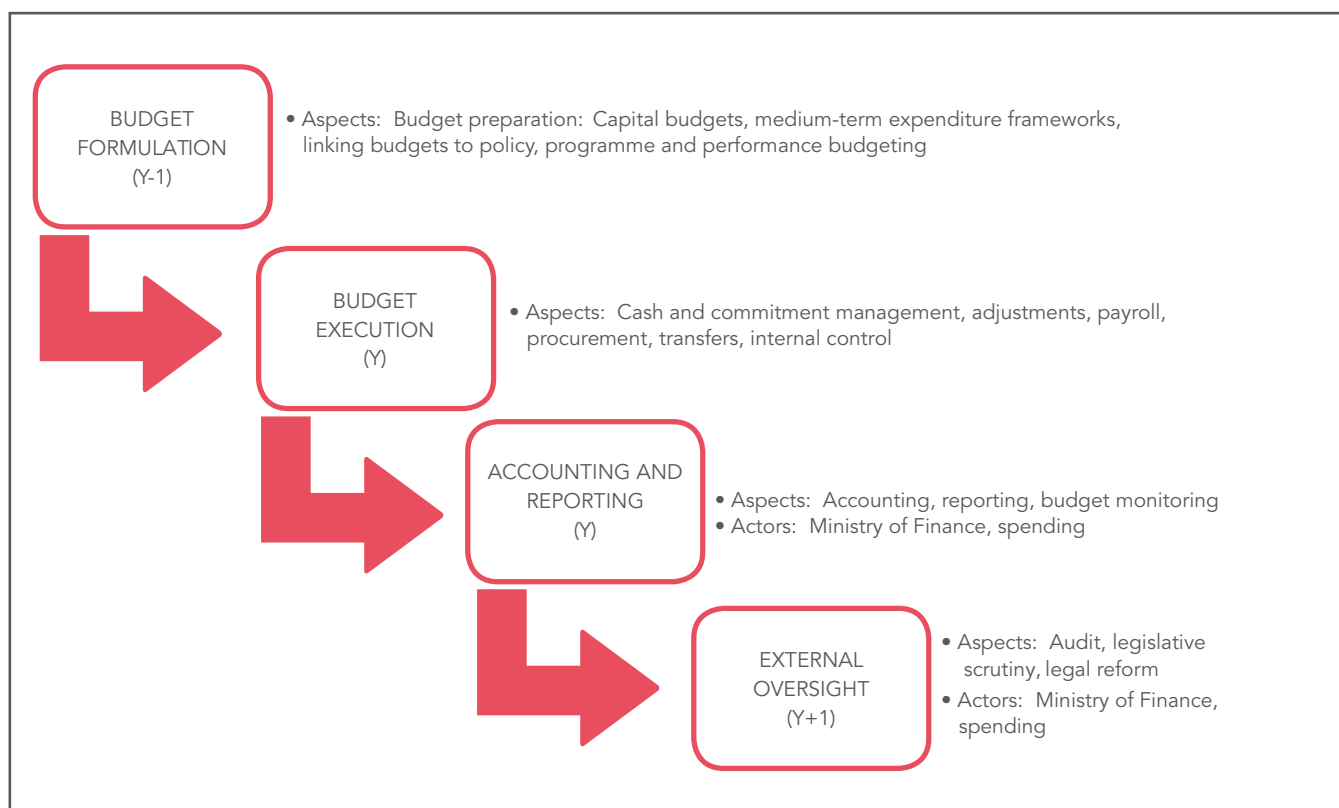 BUDGET
FORMULATION
(Y-1)
• Aspects: Budget preparation: Capital budgets, medium-term expenditure frameworks,
linking budgets to policy, programme and performance budgeting
BUDGET
EXECUTION
(Y)
• Aspects: Cash and commitment management, adjustments, payroll,
procurement, transfers, internal control
ACCOUNTING AND
REPORTING
(Y)
• Aspects: Accounting, reporting, budget monitoring
• Actors: Ministry of Finance, spending
EXTERNAL
OVERSIGHT
(Y+1)
• Aspects: Audit, legislative
scrutiny, legal reform
• Actors: Ministry of Finance,
spending